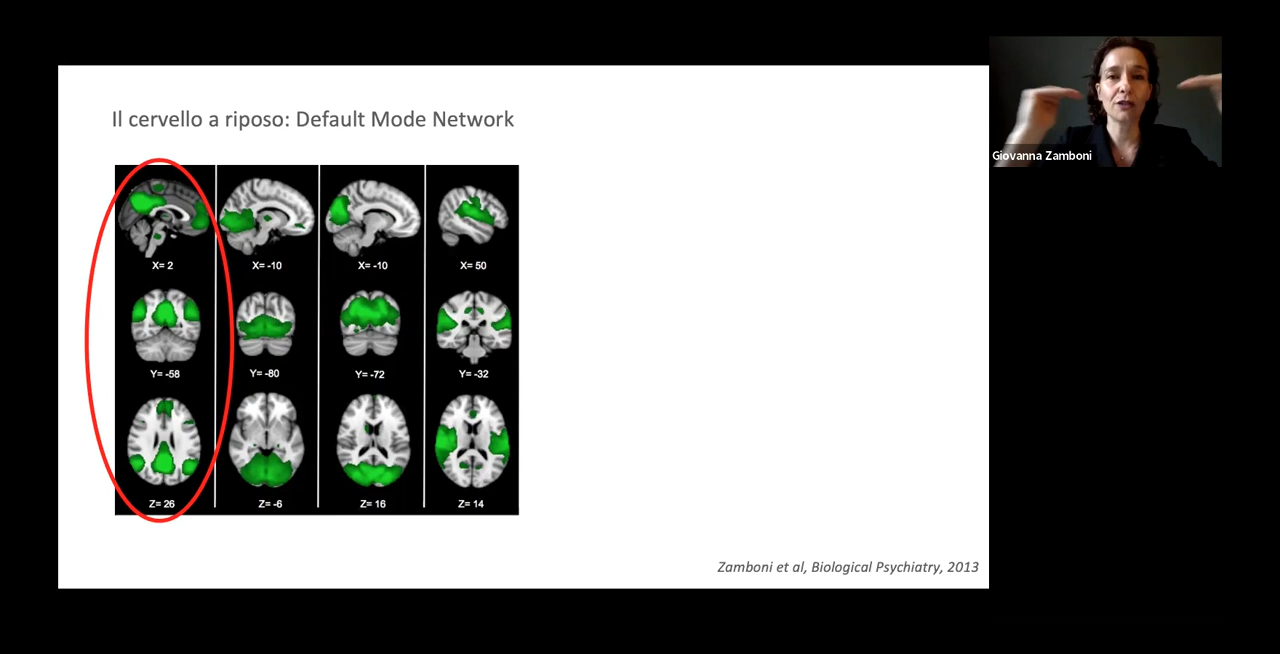 Il cervello a riposo: Default Mode Network
Giovanna Zamboni
X= 2 X= -10 X= -10 X= 50
Y= -58 Y= -80 Y= -72 Y= -32
Z= 26 Z= -6 Z= 16 Z= 14
Zamboni et al, Biological Psychiatry, 2013